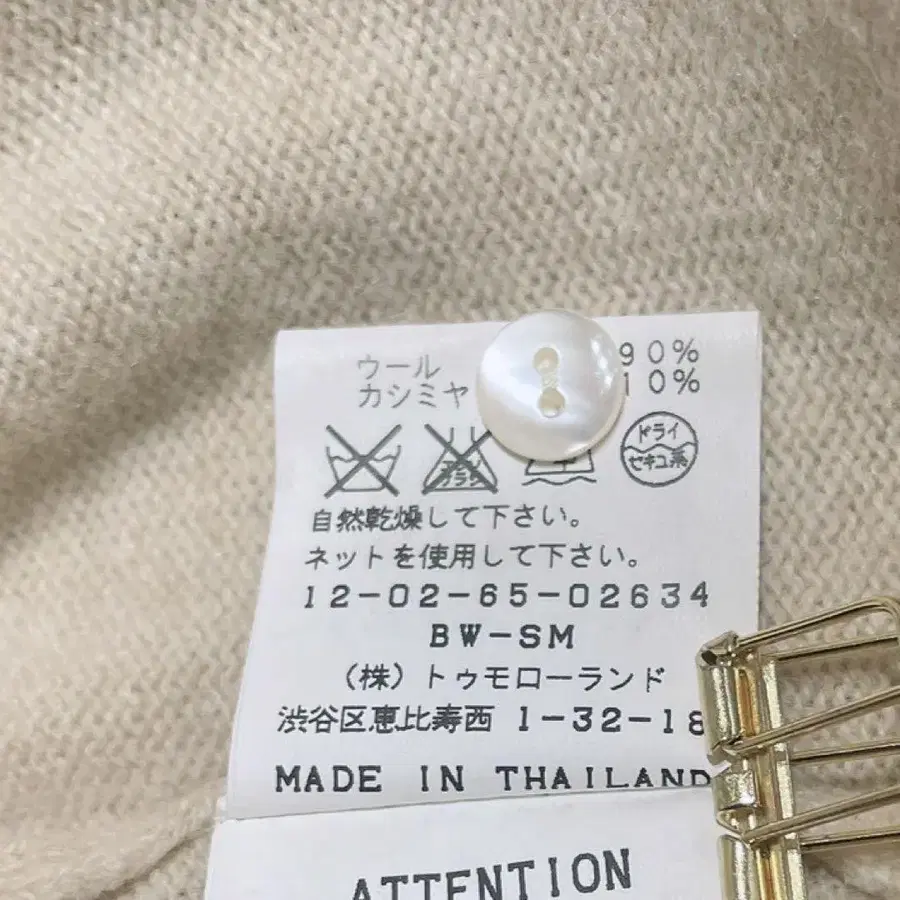 ウール 90%
カシミヤ 10%
ドライ
セキユ系
自然乾燥して下さい。
ネットを使用して下さい。
12-02-65-02634
BW-SM
(株)トゥモローランド
渋谷区恵比寿西 1-32-18
MADE IN THAILAND
ATTENTION